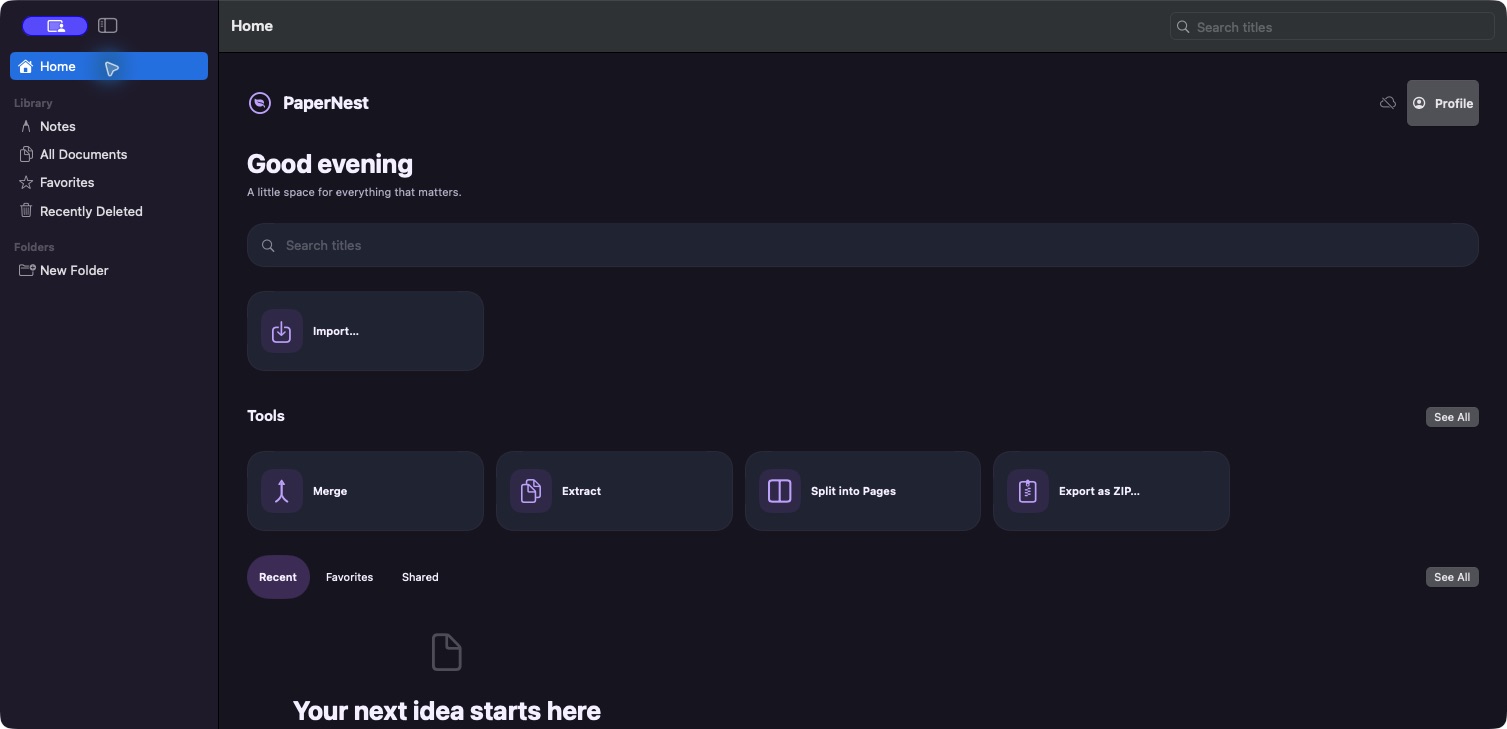 Home
Library
Notes
All Documents
Favorites
Recently Deleted
Folders
New Folder
Home
Search titles
PaperNest
Profile
Good evening
A little space for everything that matters.
Search titles
Import...
Tools
See All
Merge
Extract
Split into Pages
Export as ZIP...
Recent
Favorites
Shared
See All
Your next idea starts here